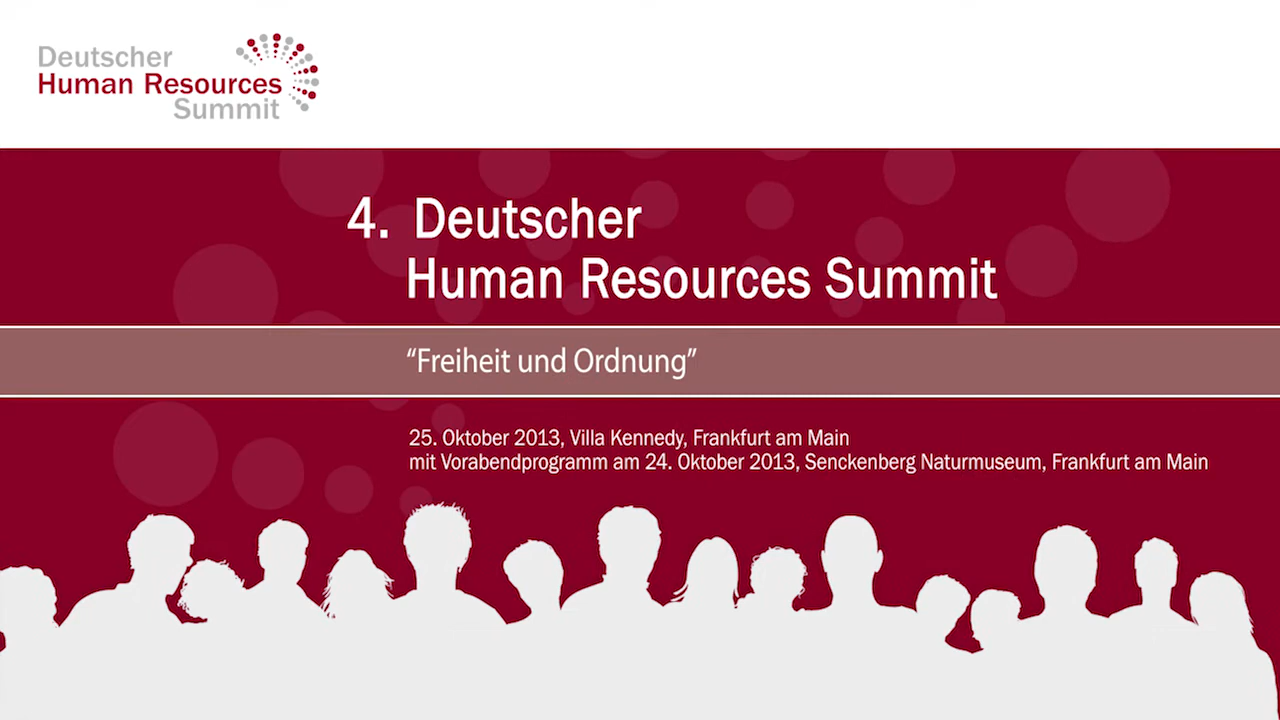 Deutscher
Human Resources
Summit
4. Deutscher
Human Resources Summit
“Freiheit und Ordnung”
25. Oktober 2013, Villa Kennedy, Frankfurt am Main
mit Vorabendprogramm am 24. Oktober 2013, Senckenberg Naturmuseum, Frankfurt am Main